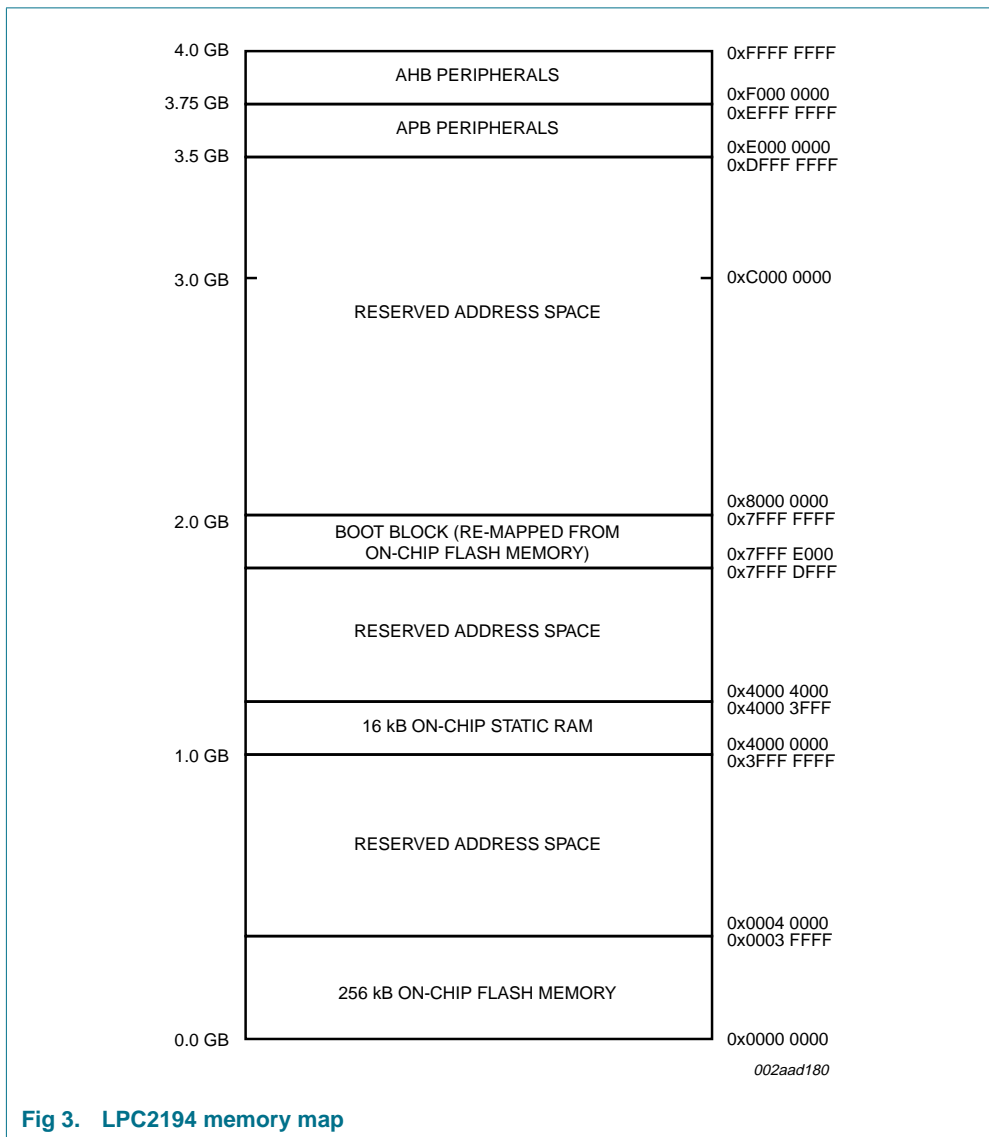 4.0 GB
AHB PERIPHERALS
0xFFFF FFFF
3.75 GB
0xF000 0000
0xEFFF FFFF
APB PERIPHERALS
3.5 GB
0xE000 0000
0xDFFF FFFF
3.0 GB
0xC000 0000
RESERVED ADDRESS SPACE
2.0 GB
0x8000 0000
0x7FFF FFFF
BOOT BLOCK (RE-MAPPED FROM
ON-CHIP FLASH MEMORY)
0x7FFF E000
0x7FFF DFFF
RESERVED ADDRESS SPACE
0x4000 4000
0x4000 3FFF
16 kB ON-CHIP STATIC RAM
1.0 GB
0x4000 0000
0x3FFF FFFF
RESERVED ADDRESS SPACE
0x0004 0000
0x0003 FFFF
256 kB ON-CHIP FLASH MEMORY
0.0 GB
0x0000 0000
002aad180
Fig 3. LPC2194 memory map